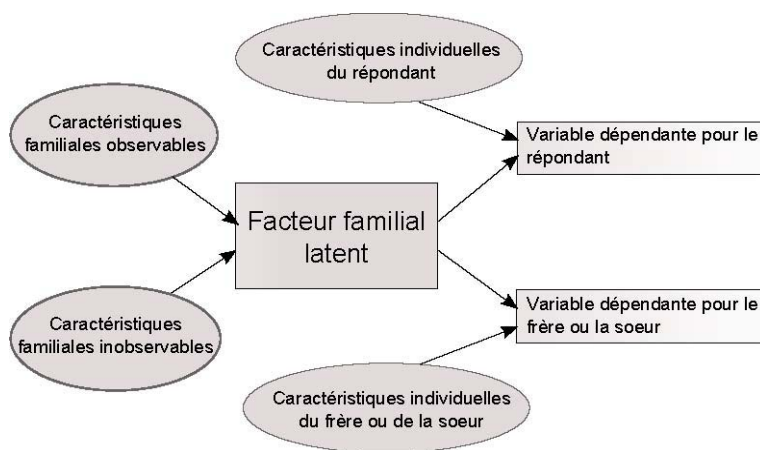 Caractéristiques individuelles
du répondant
Caractéristiques
familiales observables
Variable dépendante pour le
répondant
Facteur familial
latent
Caractéristiques
familiales inobservables
Variable dépendante pour le
frère ou la soeur
Caractéristiques individuelles
du frère ou de la soeur